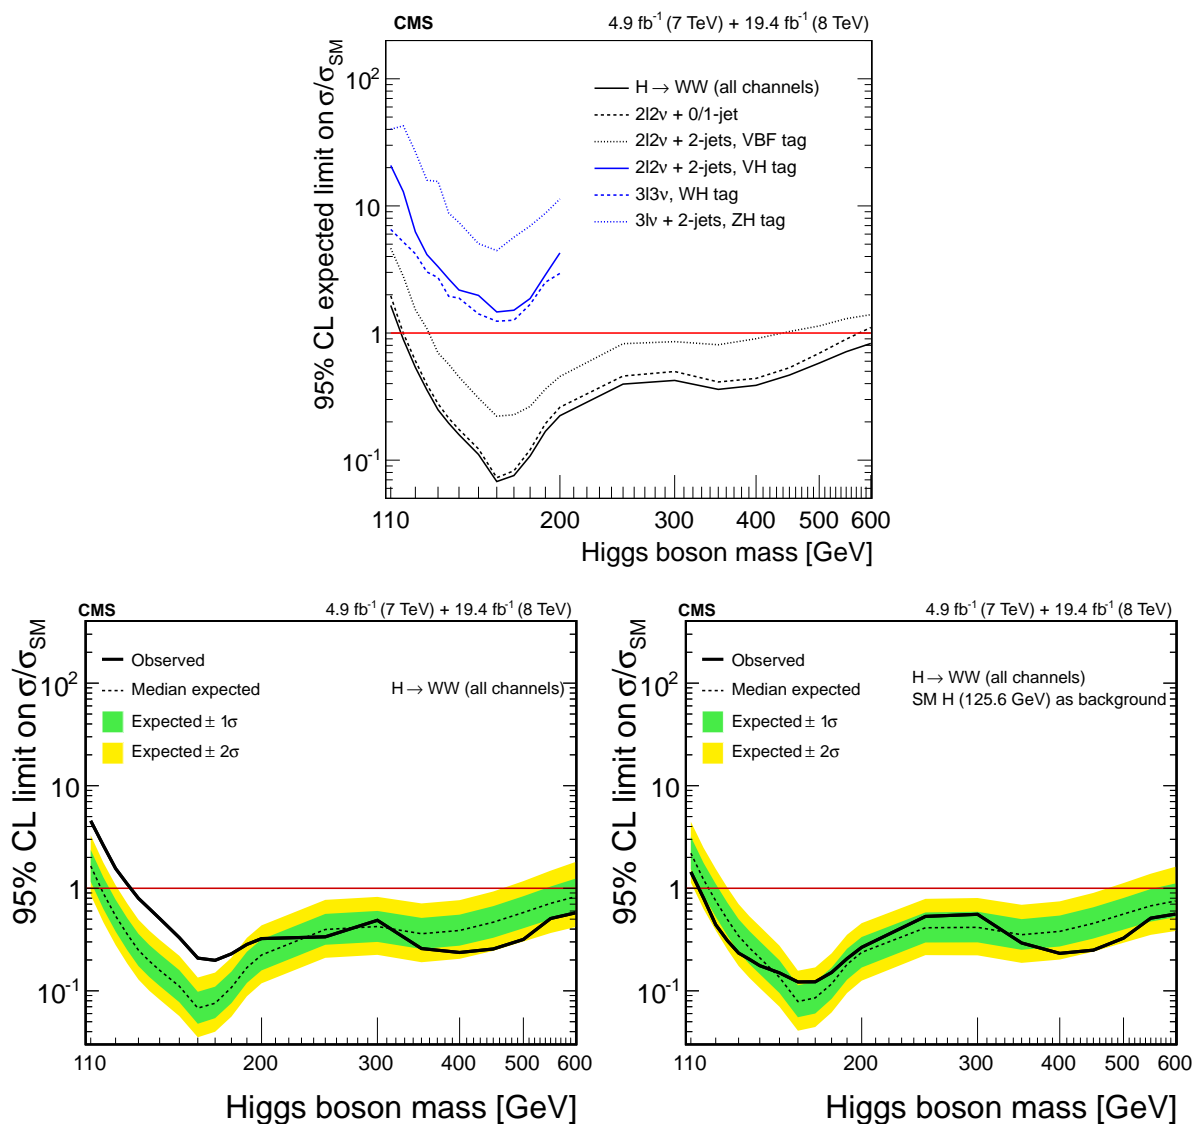 CMS
4.9 fb⁻¹ (7 TeV) + 19.4 fb⁻¹ (8 TeV)
95% CL expected limit on σ/σSM
10²
10
1
10⁻¹
H → WW (all channels)
2l2ν + 0/1-jet
2l2ν + 2-jets, VBF tag
2l2ν + 2-jets, VH tag
3l3ν, WH tag
3lν + 2-jets, ZH tag
110 200 300 400 500 600
Higgs boson mass [GeV]
CMS
4.9 fb⁻¹ (7 TeV) + 19.4 fb⁻¹ (8 TeV)
95% CL limit on σ/σSM
10²
10
1
10⁻¹
Observed
Median expected
Expected ± 1σ
Expected ± 2σ
H → WW (all channels)
110 200 300 400 500 600
Higgs boson mass [GeV]
CMS
4.9 fb⁻¹ (7 TeV) + 19.4 fb⁻¹ (8 TeV)
95% CL limit on σ/σSM
10²
10
1
10⁻¹
Observed
Median expected
Expected ± 1σ
Expected ± 2σ
H → WW (all channels)
SM H (125.6 GeV) as background
110 200 300 400 500 600
Higgs boson mass [GeV]